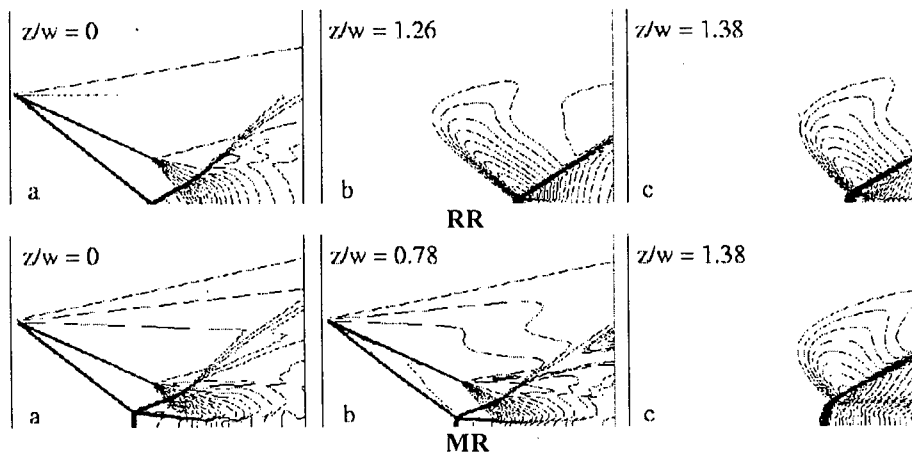 z/w = 0
z/w = 1.26
z/w = 1.38
a
b
c
RR
z/w = 0
z/w = 0.78
z/w = 1.38
a
b
c
MR